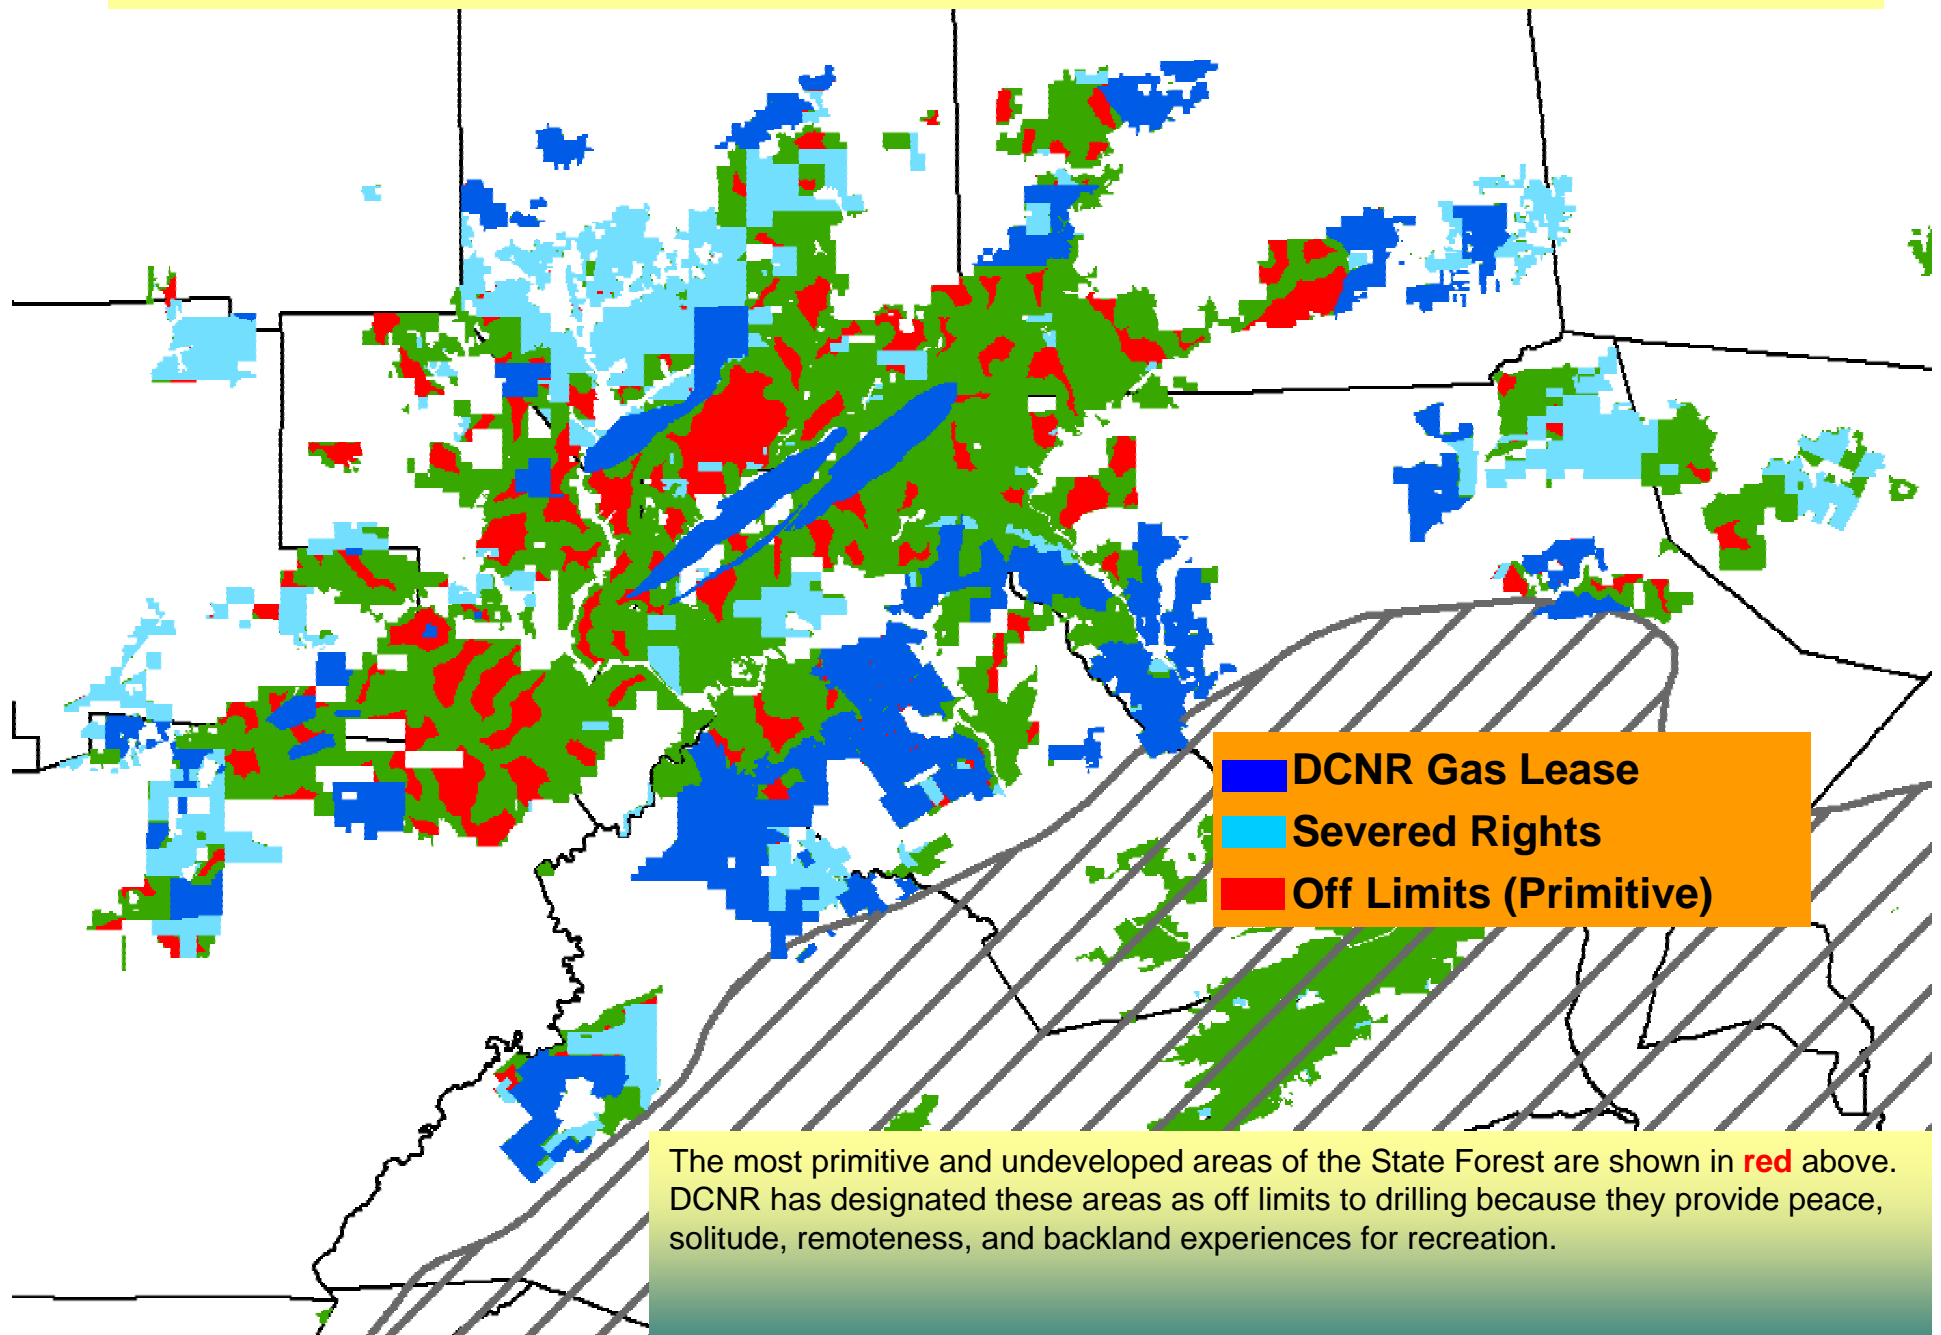 DCNR Gas Lease
Severed Rights
Off Limits (Primitive)
The most primitive and undeveloped areas of the State Forest are shown in red above.
DCNR has designated these areas as off limits to drilling because they provide peace,
solitude, remoteness, and backland experiences for recreation.